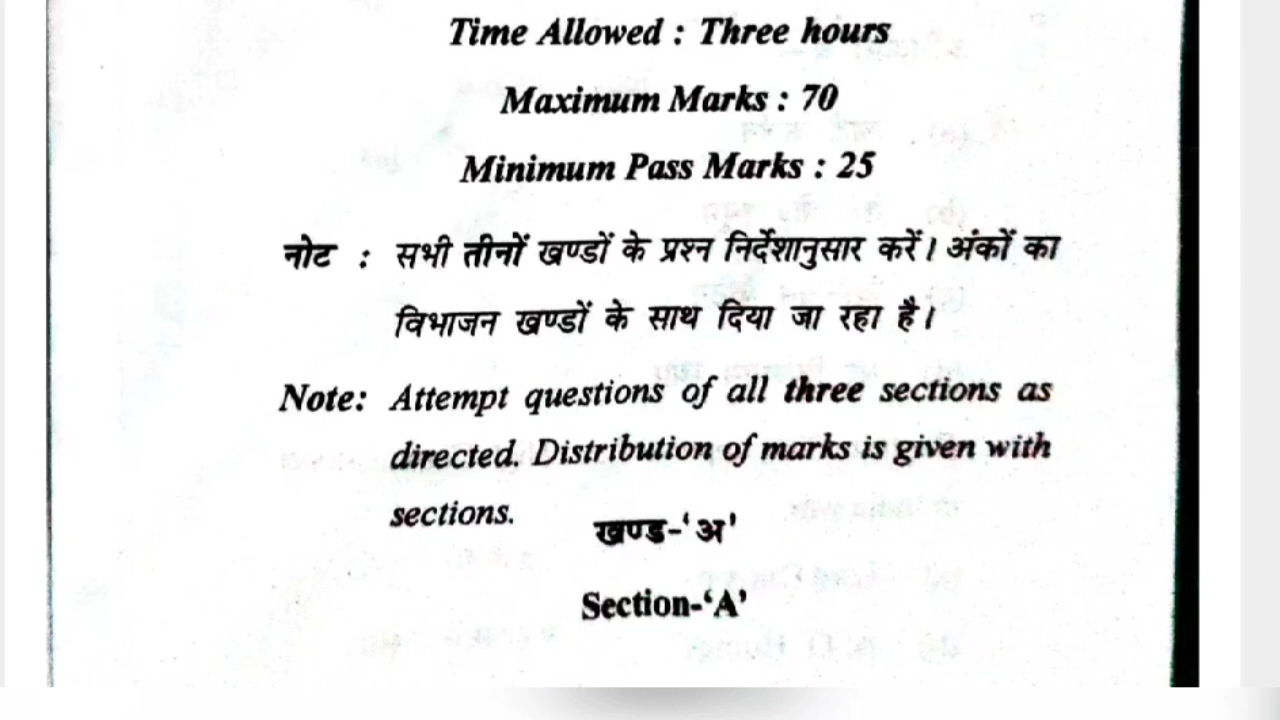 Time Allowed : Three hours
Maximum Marks : 70
Minimum Pass Marks : 25
नोट : सभी तीनों खण्डों के प्रश्न निर्देशानुसार करें। अंकों का
विभाजन खण्डों के साथ दिया जा रहा है।
Note: Attempt questions of all three sections as
directed. Distribution of marks is given with
sections.
खण्ड-‘अ’
Section-‘A’